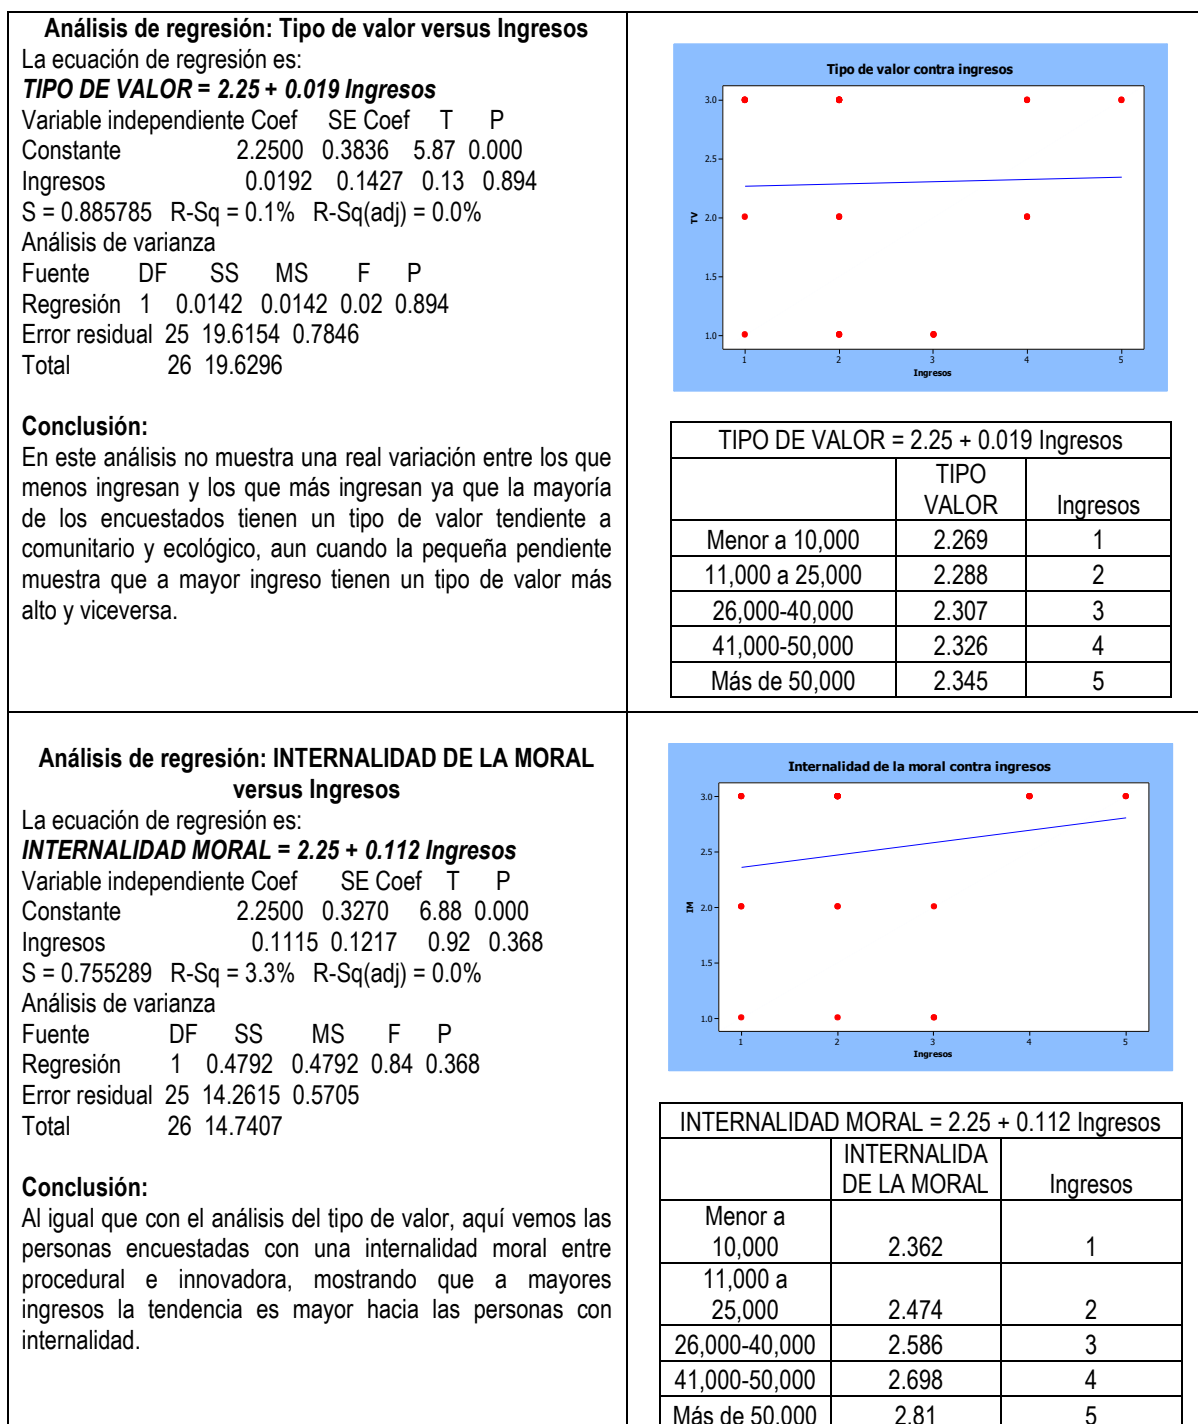 Análisis de regresión: Tipo de valor versus Ingresos
La ecuación de regresión es:
TIPO DE VALOR = 2.25 + 0.019 Ingresos
Variable independiente Coef SE Coef T P
Constante 2.2500 0.3836 5.87 0.000
Ingresos 0.0192 0.1427 0.13 0.894
S = 0.885785 R-Sq = 0.1% R-Sq(adj) = 0.0%
Análisis de varianza
Fuente DF SS MS F P
Regresión 1 0.0142 0.0142 0.02 0.894
Error residual 25 19.6154 0.7846
Total 26 19.6296
Conclusión:
En este análisis no muestra una real variación entre los que
menos ingresan y los que más ingresan ya que la mayoría
de los encuestados tienen un tipo de valor tendiente a
comunitario y ecológico, aun cuando la pequeña pendiente
muestra que a mayor ingreso tienen un tipo de valor más
alto y viceversa.
Tipo de valor contra ingresos
3.0
2.5
2.0
1.5
1.0
TV
1 2 3 4 5
Ingresos
TIPO DE VALOR = 2.25 + 0.019 Ingresos
TIPO
VALOR Ingresos
Menor a 10,000 2.269 1
11,000 a 25,000 2.288 2
26,000-40,000 2.307 3
41,000-50,000 2.326 4
Más de 50,000 2.345 5
Análisis de regresión: INTERNALIDAD DE LA MORAL
versus Ingresos
La ecuación de regresión es:
INTERNALIDAD MORAL = 2.25 + 0.112 Ingresos
Variable independiente Coef SE Coef T P
Constante 2.2500 0.3270 6.88 0.000
Ingresos 0.1115 0.1217 0.92 0.368
S = 0.755289 R-Sq = 3.3% R-Sq(adj) = 0.0%
Análisis de varianza
Fuente DF SS MS F P
Regresión 1 0.4792 0.4792 0.84 0.368
Error residual 25 14.2615 0.5705
Total 26 14.7407
Conclusión:
Al igual que con el análisis del tipo de valor, aquí vemos las
personas encuestadas con una internalidad moral entre
procedural e innovadora, mostrando que a mayores
ingresos la tendencia es mayor hacia las personas con
internalidad.
Internalidad de la moral contra ingresos
3.0
2.5
2.0
1.5
1.0
IM
1 2 3 4 5
Ingresos
INTERNALIDAD MORAL = 2.25 + 0.112 Ingresos
INTERNALIDA
DE LA MORAL Ingresos
Menor a
10,000 2.362 1
11,000 a
25,000 2.474 2
26,000-40,000 2.586 3
41,000-50,000 2.698 4
Más de 50,000 2.81 5